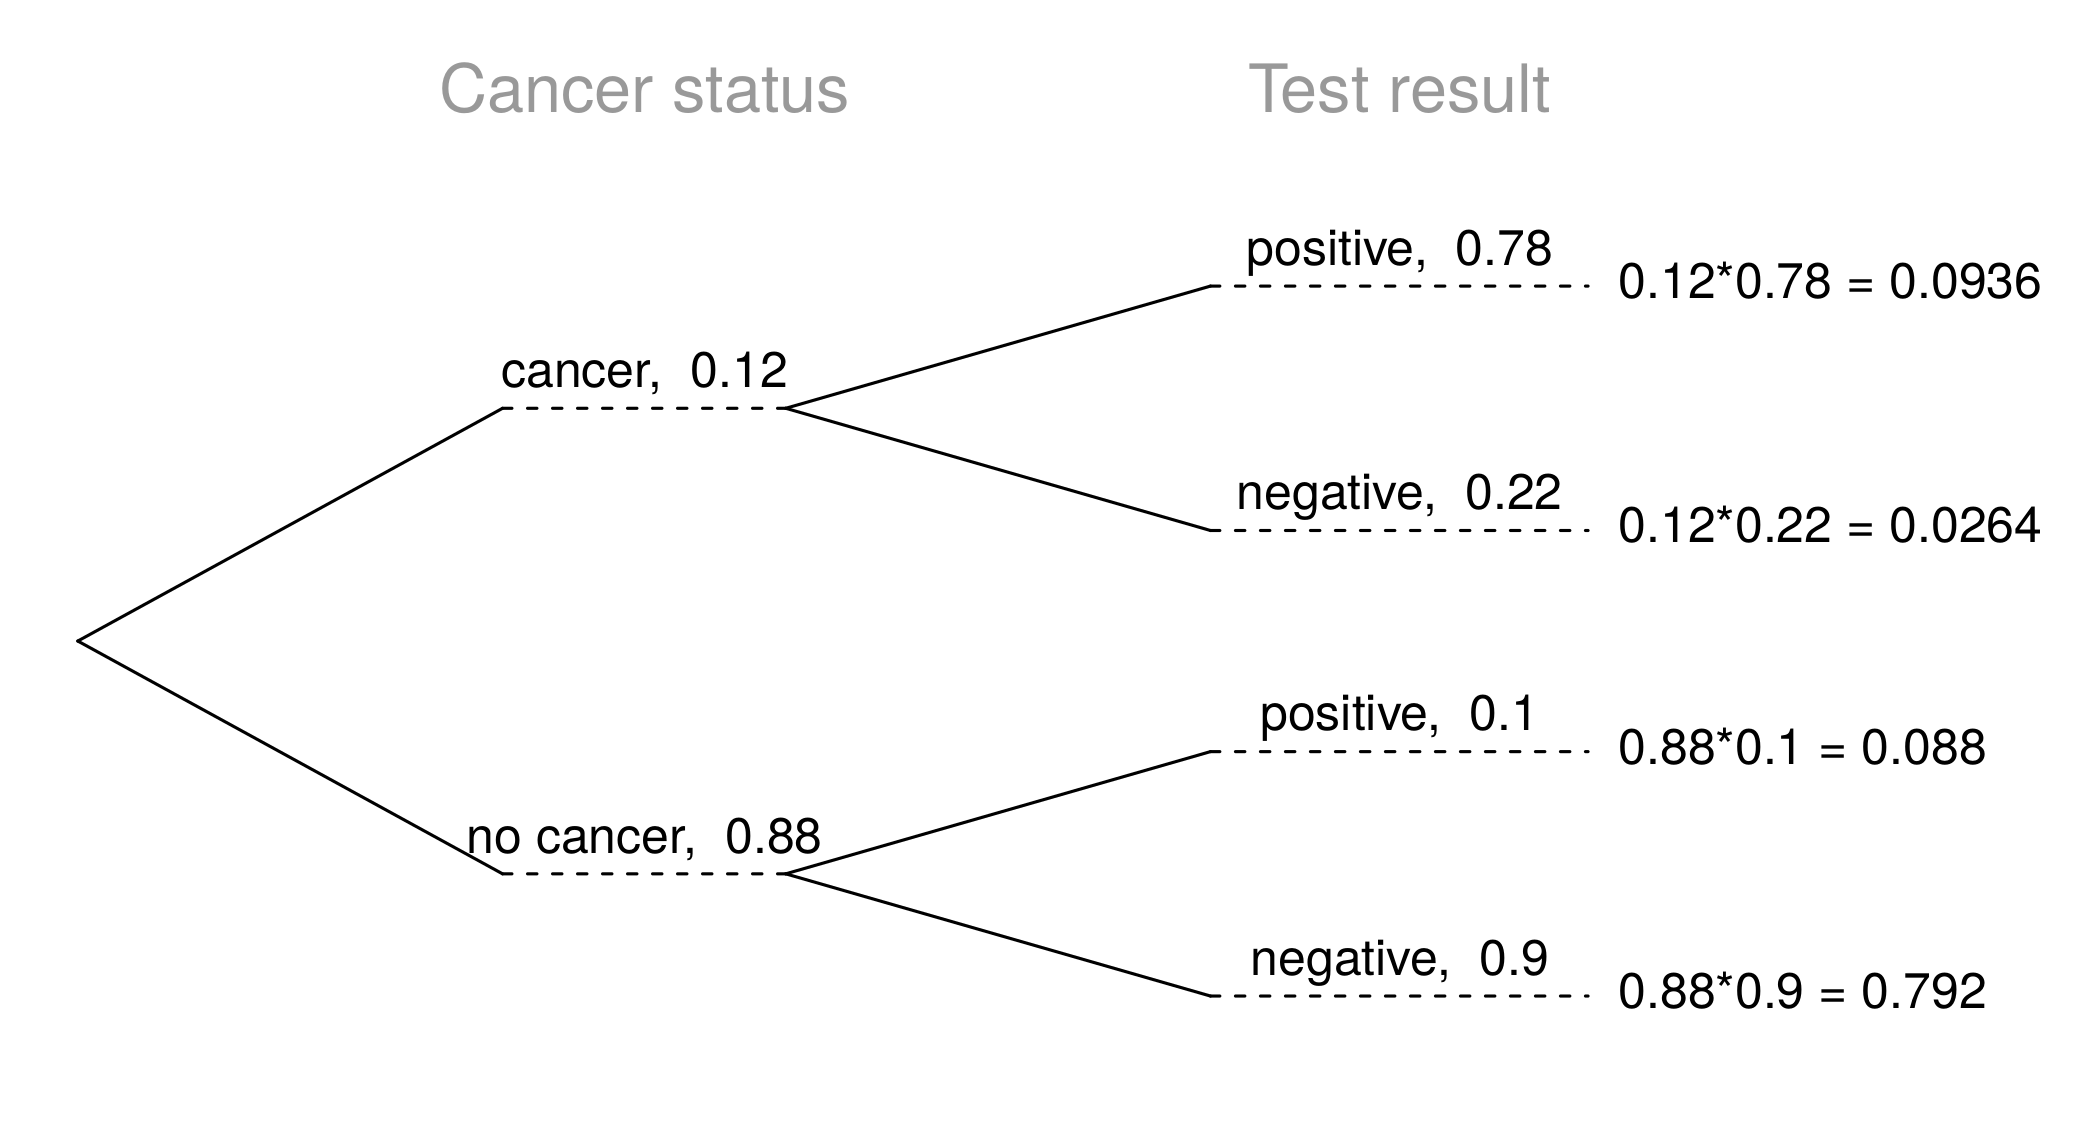 Cancer status
Test result
positive, 0.78
0.12*0.78 = 0.0936
cancer, 0.12
negative, 0.22
0.12*0.22 = 0.0264
positive, 0.1
0.88*0.1 = 0.088
no cancer, 0.88
negative, 0.9
0.88*0.9 = 0.792